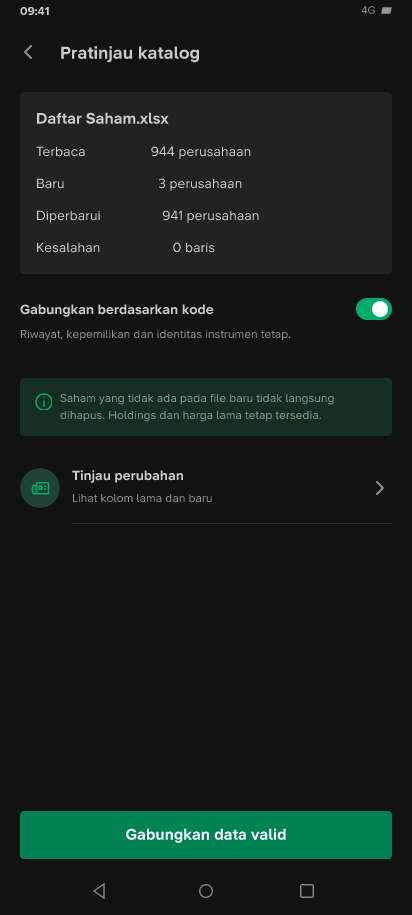 09:41
4G
Pratinjau katalog
Daftar Saham.xlsx
Terbaca 944 perusahaan
Baru 3 perusahaan
Diperbarui 941 perusahaan
Kesalahan 0 baris
Gabungkan berdasarkan kode
Riwayat, kepemilikan dan identitas instrumen tetap.
Saham yang tidak ada pada file baru tidak langsung
dihapus. Holdings dan harga lama tetap tersedia.
Tinjau perubahan
Lihat kolom lama dan baru
Gabungkan data valid